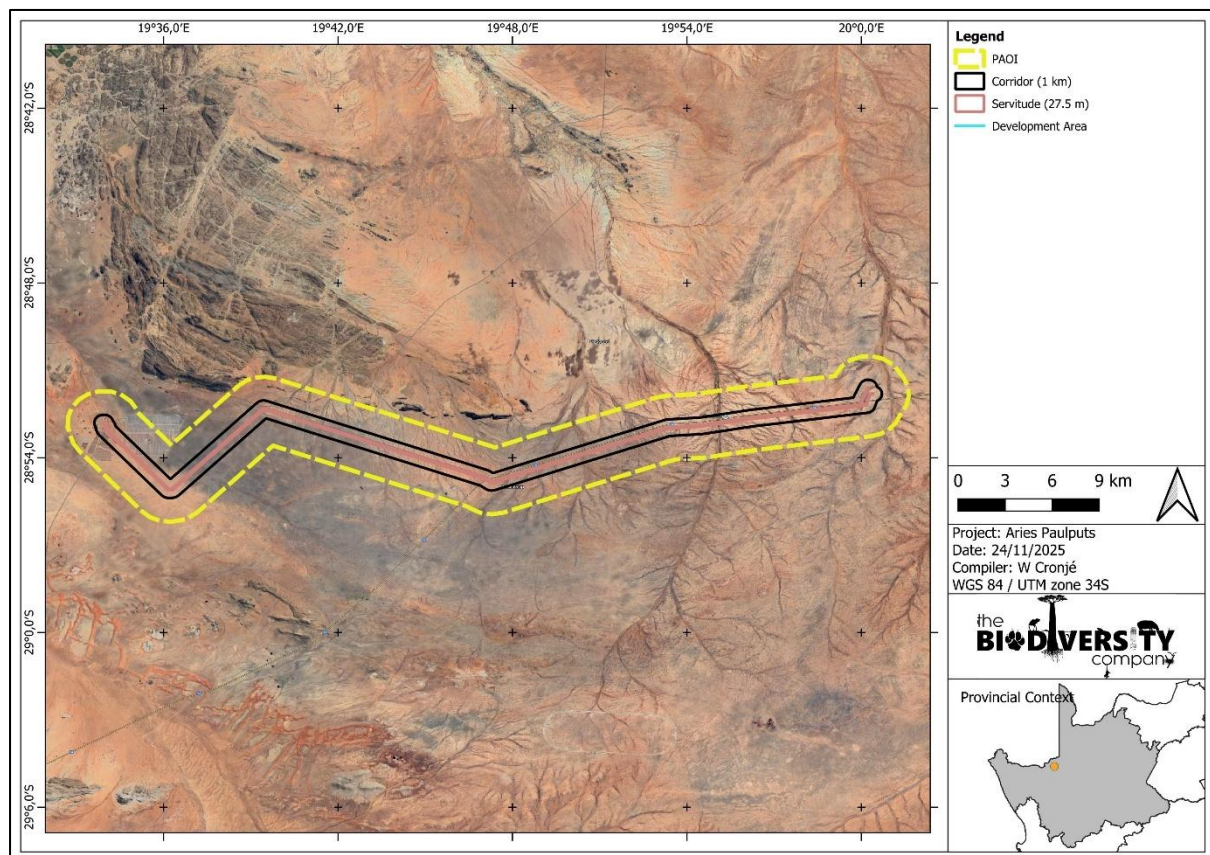 19°36,0'E
19°42,0'E
19°48,0'E
19°54,0'E
20°0,0'E
28°42,0'S
28°48,0'S
28°54,0'S
29°0,0'S
29°6,0'S
Legend
PAOI
Corridor (1 km)
Servitude (27.5 m)
Development Area
0 3 6 9 km
Project: Aries Paulputs
Date: 24/11/2025
Compiler: W Cronjé
WGS 84 / UTM zone 34S
the
BIODIVERSITY
company
Provincial Context